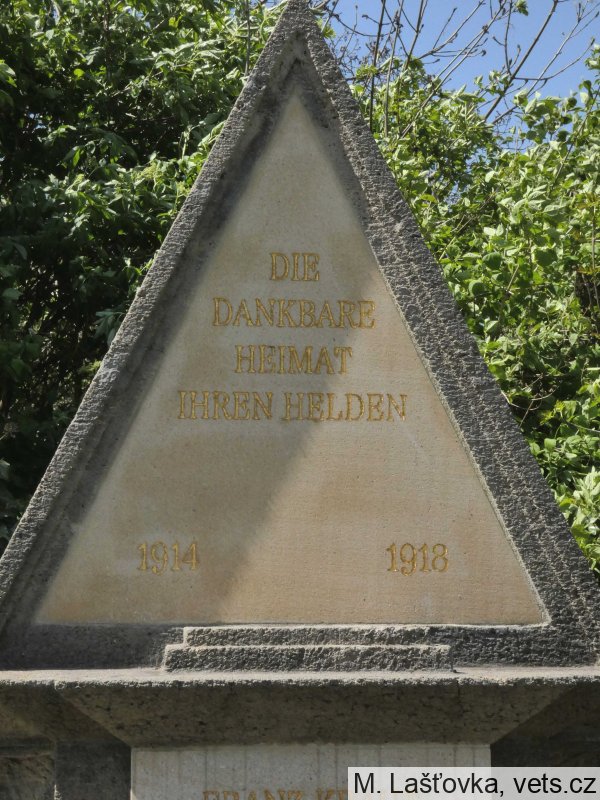 DIE
DANKBARE
HEIMAT
IHREN HELDEN
1914 1918
M. Lašťovka, vets.cz